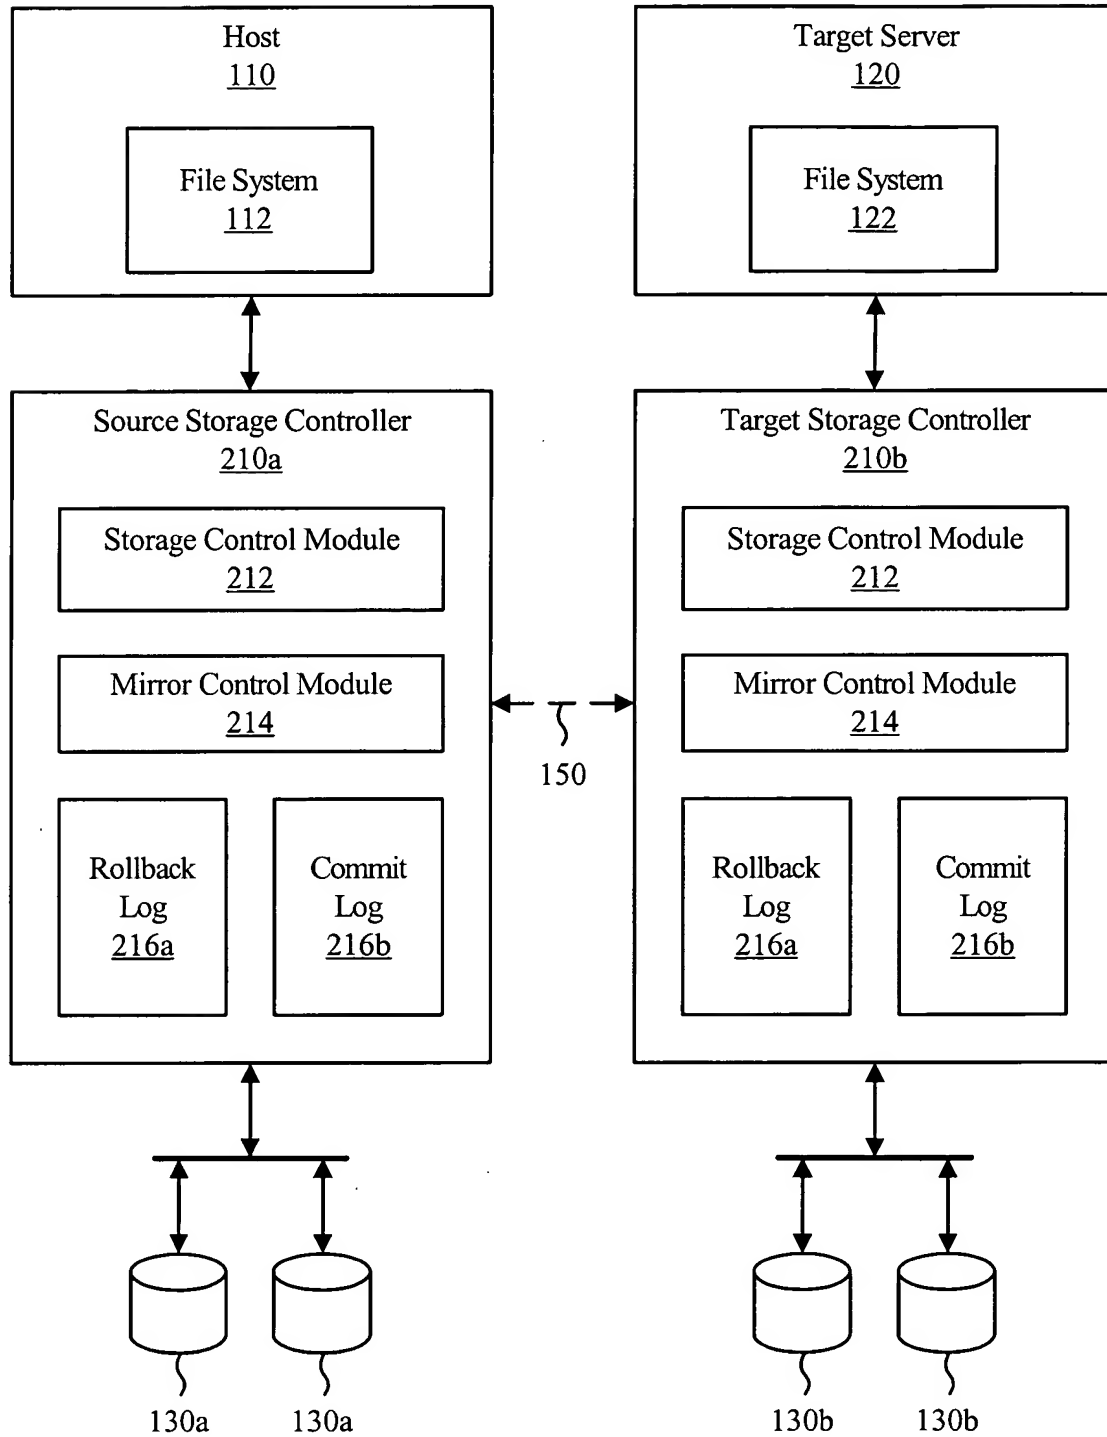 Host
110
File System
112
Target Server
120
File System
122
Source Storage Controller
210a
Storage Control Module
212
Mirror Control Module
214
Rollback
Log
216a
Commit
Log
216b
150
Target Storage Controller
210b
Storage Control Module
212
Mirror Control Module
214
Rollback
Log
216a
Commit
Log
216b
130a
130a
130b
130b